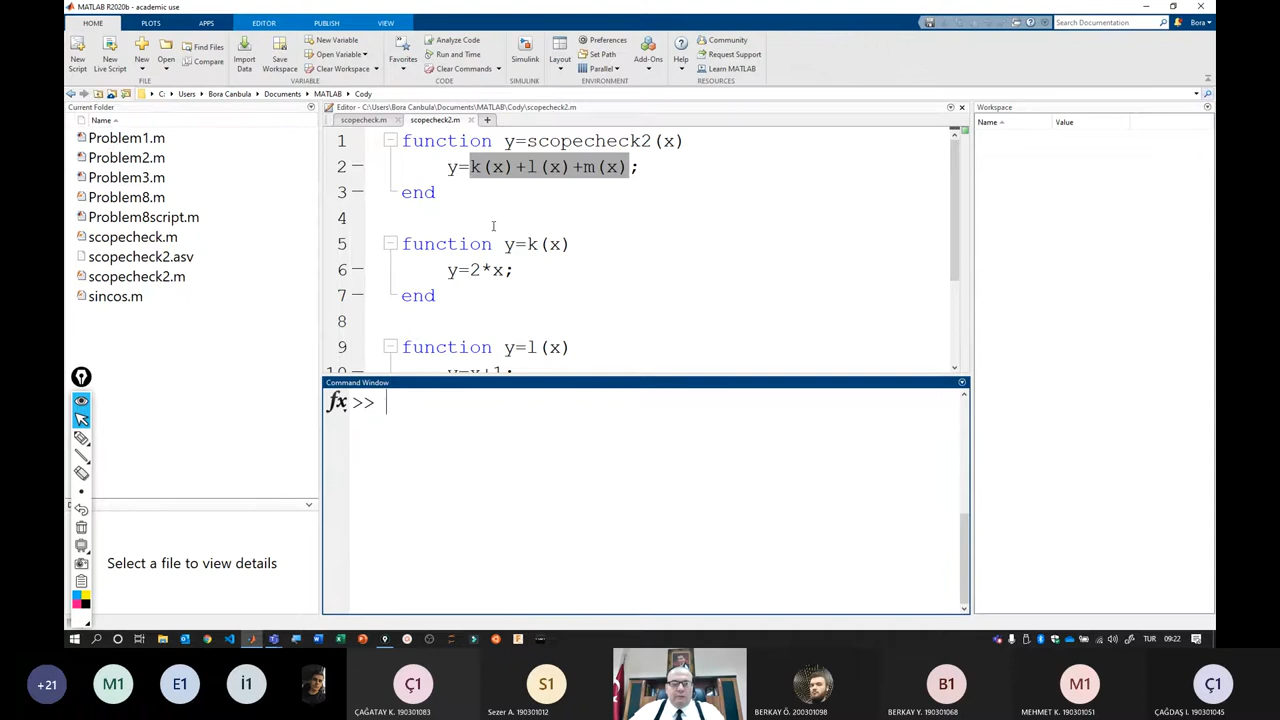 MATLAB R2020b - academic use
HOME
PLOTS
APPS
EDITOR
PUBLISH
VIEW
Search Documentation
Bora
New Script
New Live Script
New
Open
Find Files
Compare
Import Data
Save Workspace
New Variable
Open Variable
Clear Workspace
Favorites
Analyze Code
Run and Time
Clear Commands
Simulink
Layout
Preferences
Set Path
Parallel
Add-Ons
Help
Community
Request Support
Learn MATLAB
FILE
VARIABLE
CODE
SIMULINK
ENVIRONMENT
RESOURCES
C: Users Bora Canbula Documents MATLAB Cody
Current Folder
Name
Problem1.m
Problem2.m
Problem3.m
Problem8.m
Problem8script.m
scopecheck.m
scopecheck2.asv
scopecheck2.m
sincos.m
Select a file to view details
Editor - C:\Users\Bora Canbula\Documents\MATLAB\Cody\scopecheck2.m
scopecheck.m
scopecheck2.m
1 function y=scopecheck2(x)
2 y=k(x)+l(x)+m(x);
3 end
4
5 function y=k(x)
6 y=2*x;
7 end
8
9 function y=l(x)
10 y=x+1;
Command Window
fx >>
Workspace
Name
Value
TUR
09:22
+21
M1
E1
İ1
Ç1
ÇAĞATAY K. 190301083
S1
Sezer A. 190301012
BERKAY Ö. 200301098
B1
BERKAY Y. 190301068
M1
MEHMET K. 190301051
Ç1
ÇAĞDAŞ I. 190301045